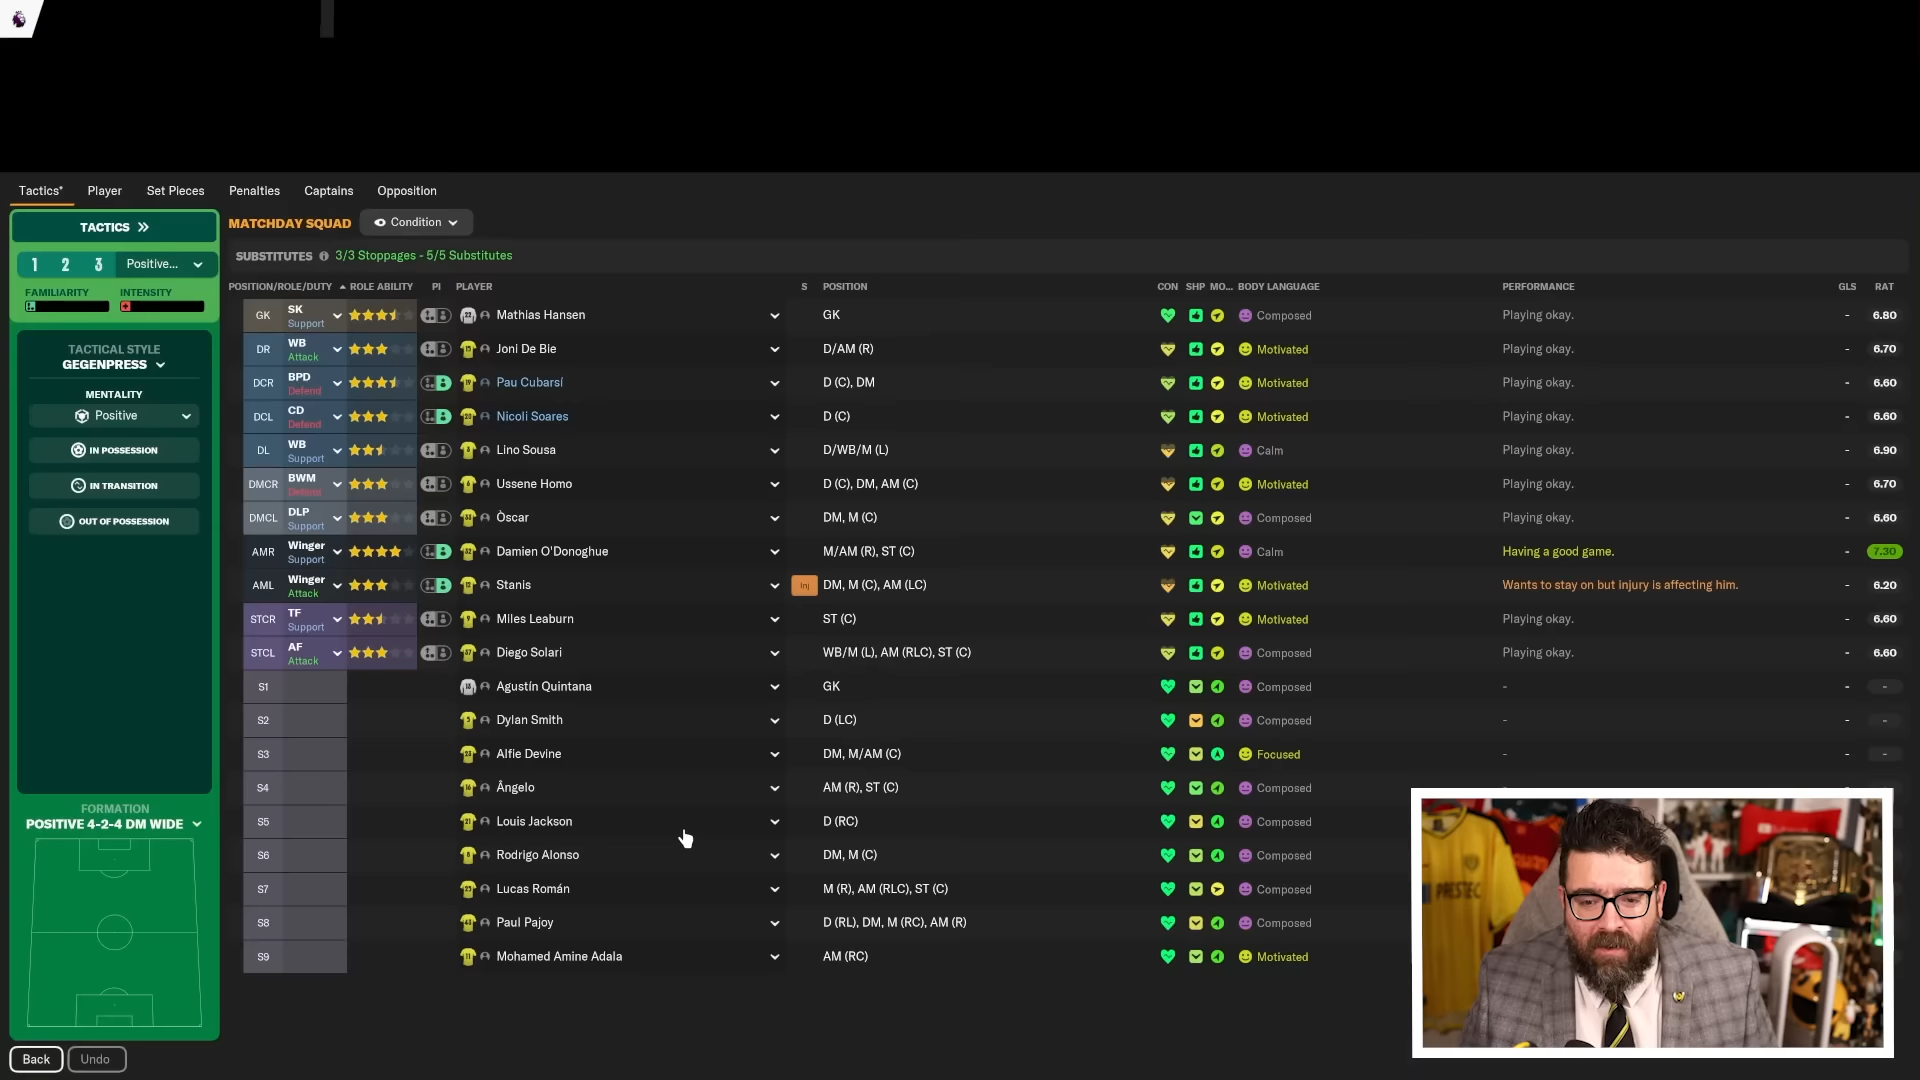 Tactics* Player Set Pieces Penalties Captains Opposition
TACTICS
1 2 3 Positive...
FAMILIARITY INTENSITY
TACTICAL STYLE
GEGENPRESS
MENTALITY
Positive
IN POSSESSION
IN TRANSITION
OUT OF POSSESSION
FORMATION
POSITIVE 4-2-4 DM WIDE
Back Undo
MATCHDAY SQUAD Condition
SUBSTITUTES 3/3 Stoppages - 5/5 Substitutes
POSITION/ROLE/DUTY ROLE ABILITY PI PLAYER S POSITION CON SHP MO... BODY LANGUAGE PERFORMANCE GLS RAT
GK SK Support Mathias Hansen GK Composed Playing okay. - 6.80
DR WB Attack Joni De Bie D/AM (R) Motivated Playing okay. - 6.70
DCR BPD Defend Pau Cubarsí D (C), DM Motivated Playing okay. - 6.60
DCL CD Defend Nicoli Soares D (C) Motivated Playing okay. - 6.60
DL WB Support Lino Sousa D/WB/M (L) Calm Playing okay. - 6.90
DMCR BWM Defend Ussene Homo D (C), DM, AM (C) Motivated Playing okay. - 6.70
DMCL DLP Support Òscar DM, M (C) Composed Playing okay. - 6.60
AMR Winger Support Damien O'Donoghue M/AM (R), ST (C) Calm Having a good game. - 7.30
AML Winger Attack Stanis Inj DM, M (C), AM (LC) Motivated Wants to stay on but injury is affecting him. - 6.20
STCR TF Support Miles Leaburn ST (C) Motivated Playing okay. - 6.60
STCL AF Attack Diego Solari WB/M (L), AM (RLC), ST (C) Composed Playing okay. - 6.60
S1 Agustín Quintana GK Composed - - -
S2 Dylan Smith D (LC) Composed - - -
S3 Alfie Devine DM, M/AM (C) Focused - - -
S4 Ângelo AM (R), ST (C) Composed
S5 Louis Jackson D (RC) Composed
S6 Rodrigo Alonso DM, M (C) Composed
S7 Lucas Román M (R), AM (RLC), ST (C) Composed
S8 Paul Pajoy D (RL), DM, M (RC), AM (R) Composed
S9 Mohamed Amine Adala AM (RC) Motivated